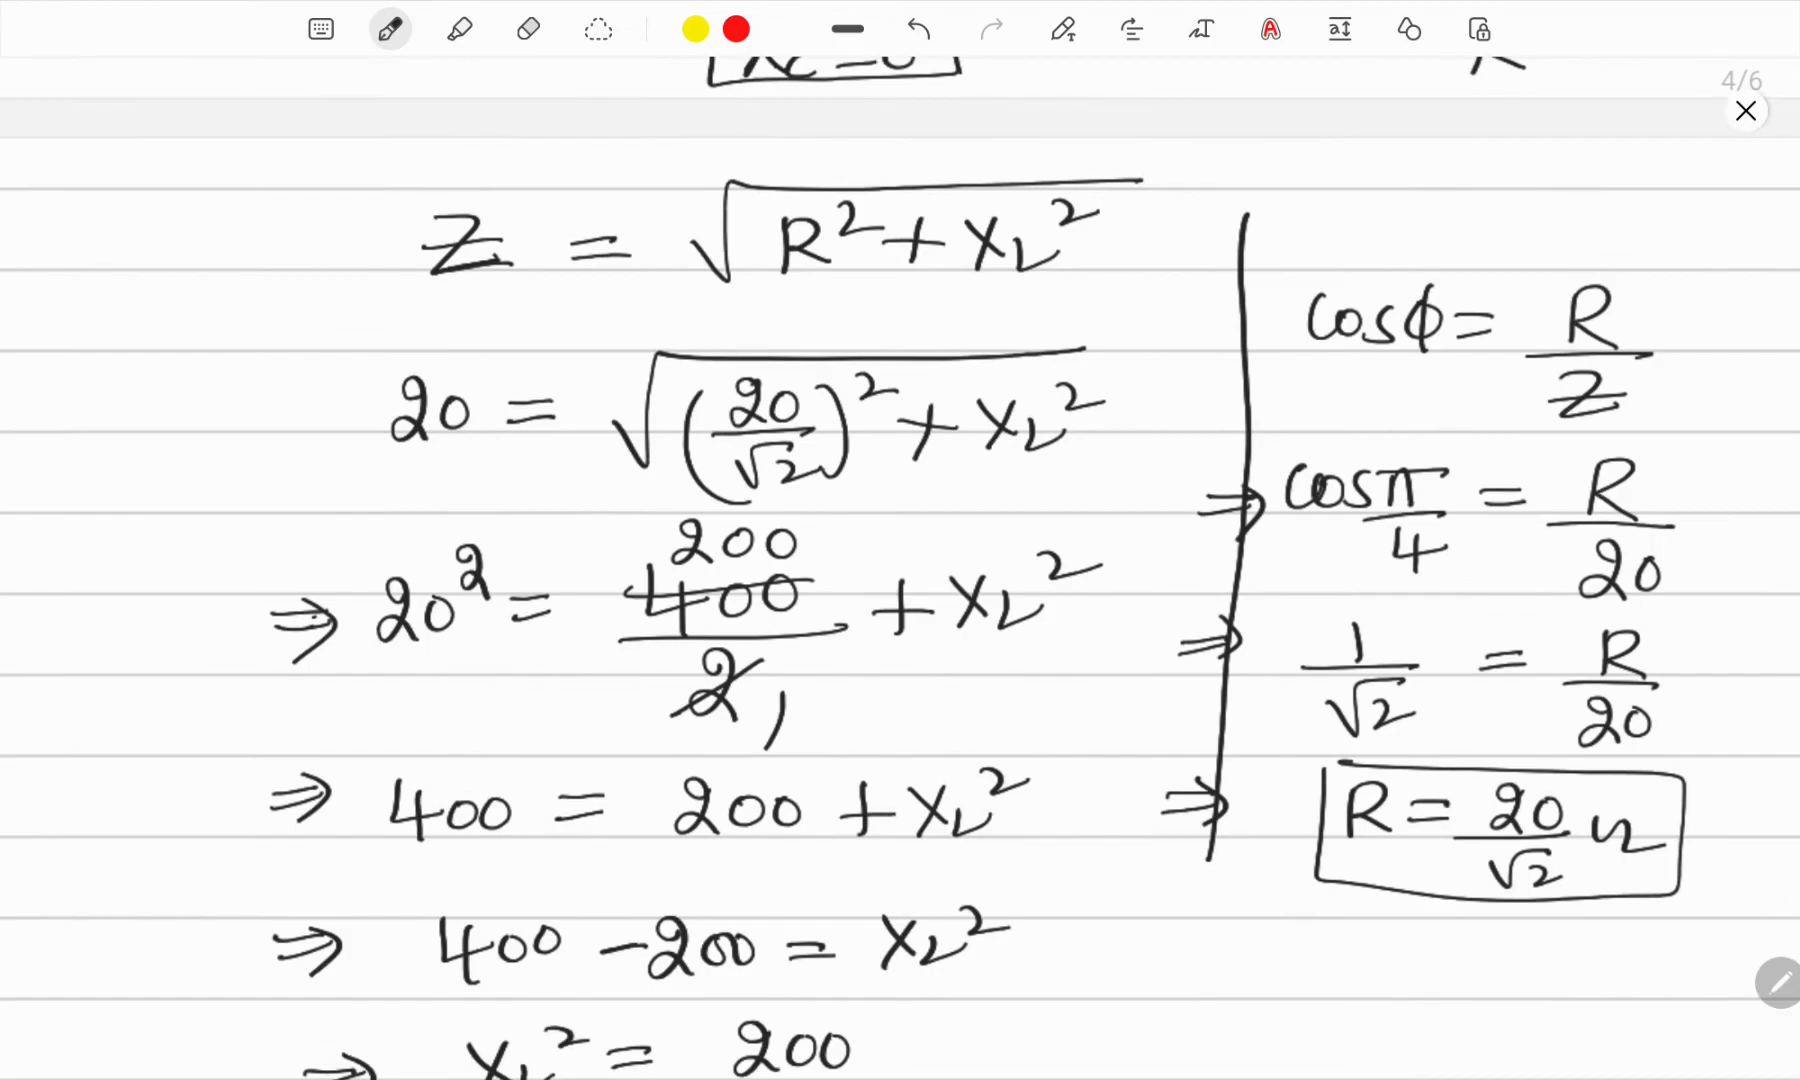 4/6
Z = √(R² + X_L²)
20 = √((20/√2)² + X_L²)
⇒ 20² = 400/2 + X_L²
200
⇒ 400 = 200 + X_L²
⇒ 400 - 200 = X_L²
⇒ X_L² = 200
cosϕ = R/Z
⇒ cos π/4 = R/20
⇒ 1/√2 = R/20
⇒ R = 20/√2 Ω